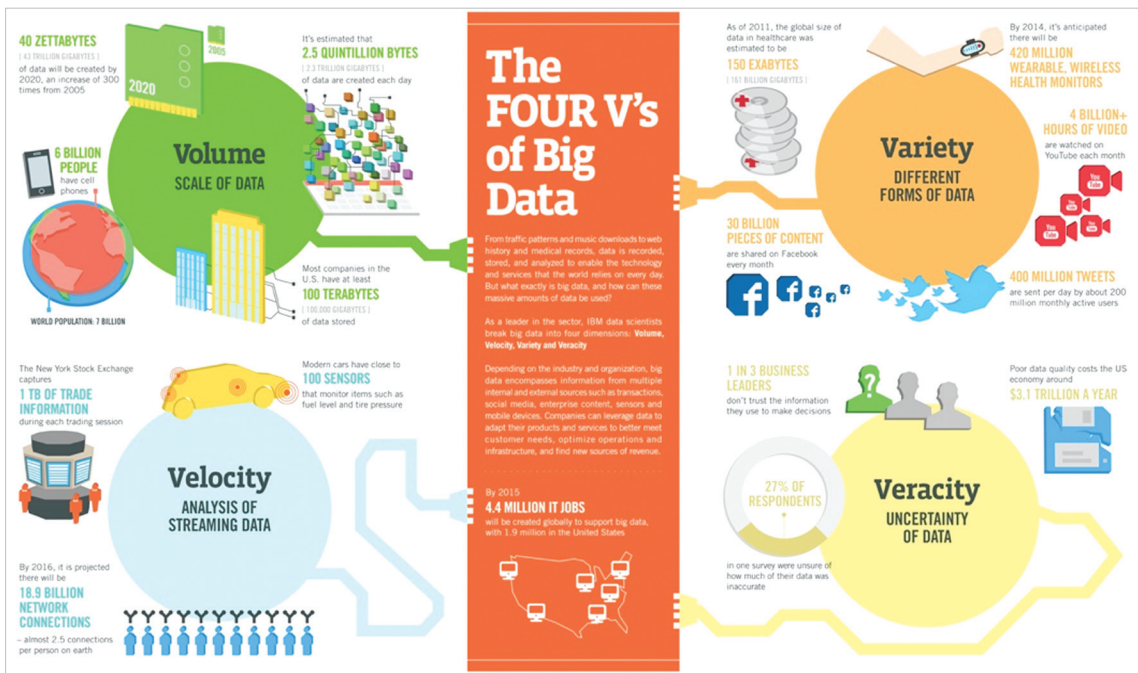 40 ZETTABYTES
[ 43 TRILLION GIGABYTES ]
of data will be created by
2020, an increase of 300
times from 2005
2005
2020
It's estimated that
2.5 QUINTILLION BYTES
[ 2.3 TRILLION GIGABYTES ]
of data are created each day
Volume
SCALE OF DATA
6 BILLION
PEOPLE
have cell
phones
WORLD POPULATION: 7 BILLION
Most companies in the
U.S. have at least
100 TERABYTES
[ 100,000 GIGABYTES ]
of data stored
The New York Stock Exchange
captures
1 TB OF TRADE
INFORMATION
during each trading session
Modern cars have close to
100 SENSORS
that monitor items such as
fuel level and tire pressure
Velocity
ANALYSIS OF
STREAMING DATA
By 2016, it is projected
there will be
18.9 BILLION
NETWORK
CONNECTIONS
– almost 2.5 connections
per person on earth
The
FOUR V's
of Big
Data
From traffic patterns and music downloads to web
history and medical records, data is recorded,
stored, and analyzed to enable the technology
and services that the world relies on every day.
But what exactly is big data, and how can these
massive amounts of data be used?
As a leader in the sector, IBM data scientists
break big data into four dimensions: Volume,
Velocity, Variety and Veracity
Depending on the industry and organization, big
data encompasses information from multiple
internal and external sources such as transactions,
social media, enterprise content, sensors and
mobile devices. Companies can leverage data to
adapt their products and services to better meet
customer needs, optimize operations and
infrastructure, and find new sources of revenue.
By 2015
4.4 MILLION IT JOBS
will be created globally to support big data,
with 1.9 million in the United States
As of 2011, the global size of
data in healthcare was
estimated to be
150 EXABYTES
[ 161 BILLION GIGABYTES ]
By 2014, it's anticipated
there will be
420 MILLION
WEARABLE, WIRELESS
HEALTH MONITORS
4 BILLION+
HOURS OF VIDEO
are watched on
YouTube each month
You
Tube
You
Tube
You
Tube
You
Tube
Variety
DIFFERENT
FORMS OF DATA
30 BILLION
PIECES OF CONTENT
are shared on Facebook
every month
f
f
f
f
f
f
f
400 MILLION TWEETS
are sent per day by about 200
million monthly active users
1 IN 3 BUSINESS
LEADERS
don't trust the information
they use to make decisions
?
Poor data quality costs the US
economy around
$3.1 TRILLION A YEAR
27% OF
RESPONDENTS
in one survey were unsure of
how much of their data was
inaccurate
Veracity
UNCERTAINTY
OF DATA